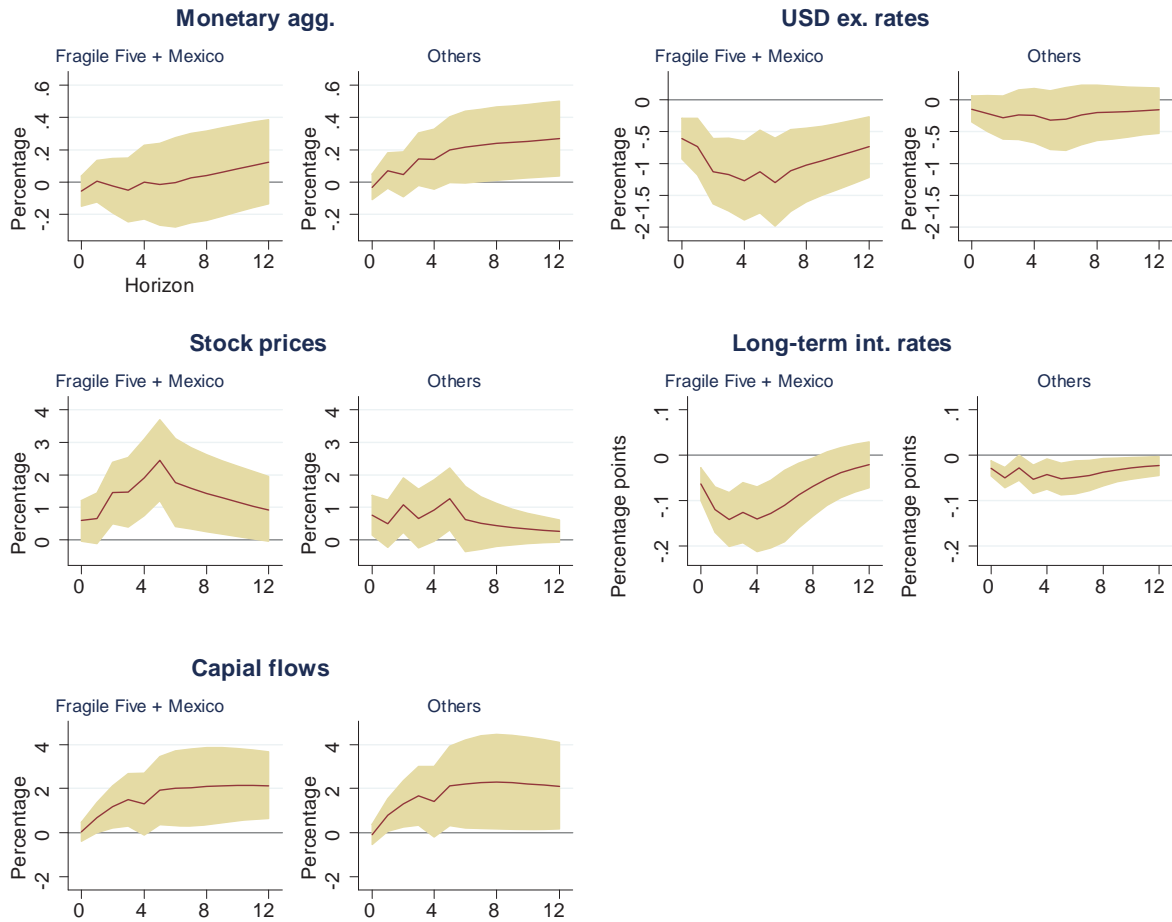 Monetary agg.
Fragile Five + Mexico
Others
Percentage
.6
.4
.2
0
-.2
0 4 8 12
Horizon
0 4 8 12
USD ex. rates
Fragile Five + Mexico
Others
Percentage
0
-.5
-1
-1.5
-2
0 4 8 12
Percentage
0
-.5
-1
-1.5
-2
0 4 8 12
Stock prices
Fragile Five + Mexico
Others
Percentage
4
3
2
1
0
0 4 8 12
Percentage
4
3
2
1
0
0 4 8 12
Long-term int. rates
Fragile Five + Mexico
Others
Percentage points
.1
0
-.1
-.2
0 4 8 12
Percentage points
.1
0
-.1
-.2
0 4 8 12
Capial flows
Fragile Five + Mexico
Others
Percentage
4
2
0
-2
0 4 8 12
Percentage
4
2
0
-2
0 4 8 12